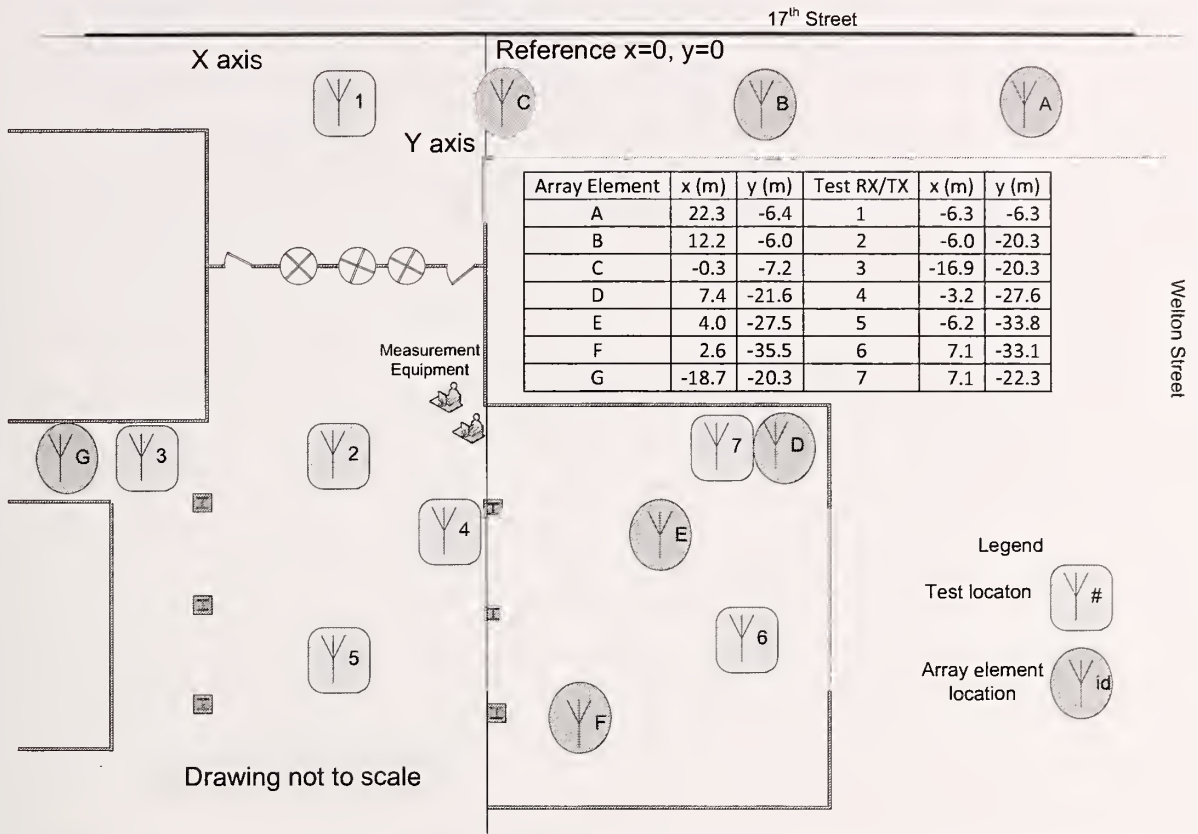 17th Street
X axis
Reference x=0, y=0
1
C
B
A
Y axis
Array Element x (m) y (m) Test RX/TX x (m) y (m)
A 22.3 -6.4 1 -6.3 -6.3
B 12.2 -6.0 2 -6.0 -20.3
C -0.3 -7.2 3 -16.9 -20.3
D 7.4 -21.6 4 -3.2 -27.6
E 4.0 -27.5 5 -6.2 -33.8
F 2.6 -35.5 6 7.1 -33.1
G -18.7 -20.3 7 7.1 -22.3
Welton Street
Measurement
Equipment
G
3
2
7
D
4
E
Legend
Test locaton
#
5
6
Array element
location
id
F
Drawing not to scale